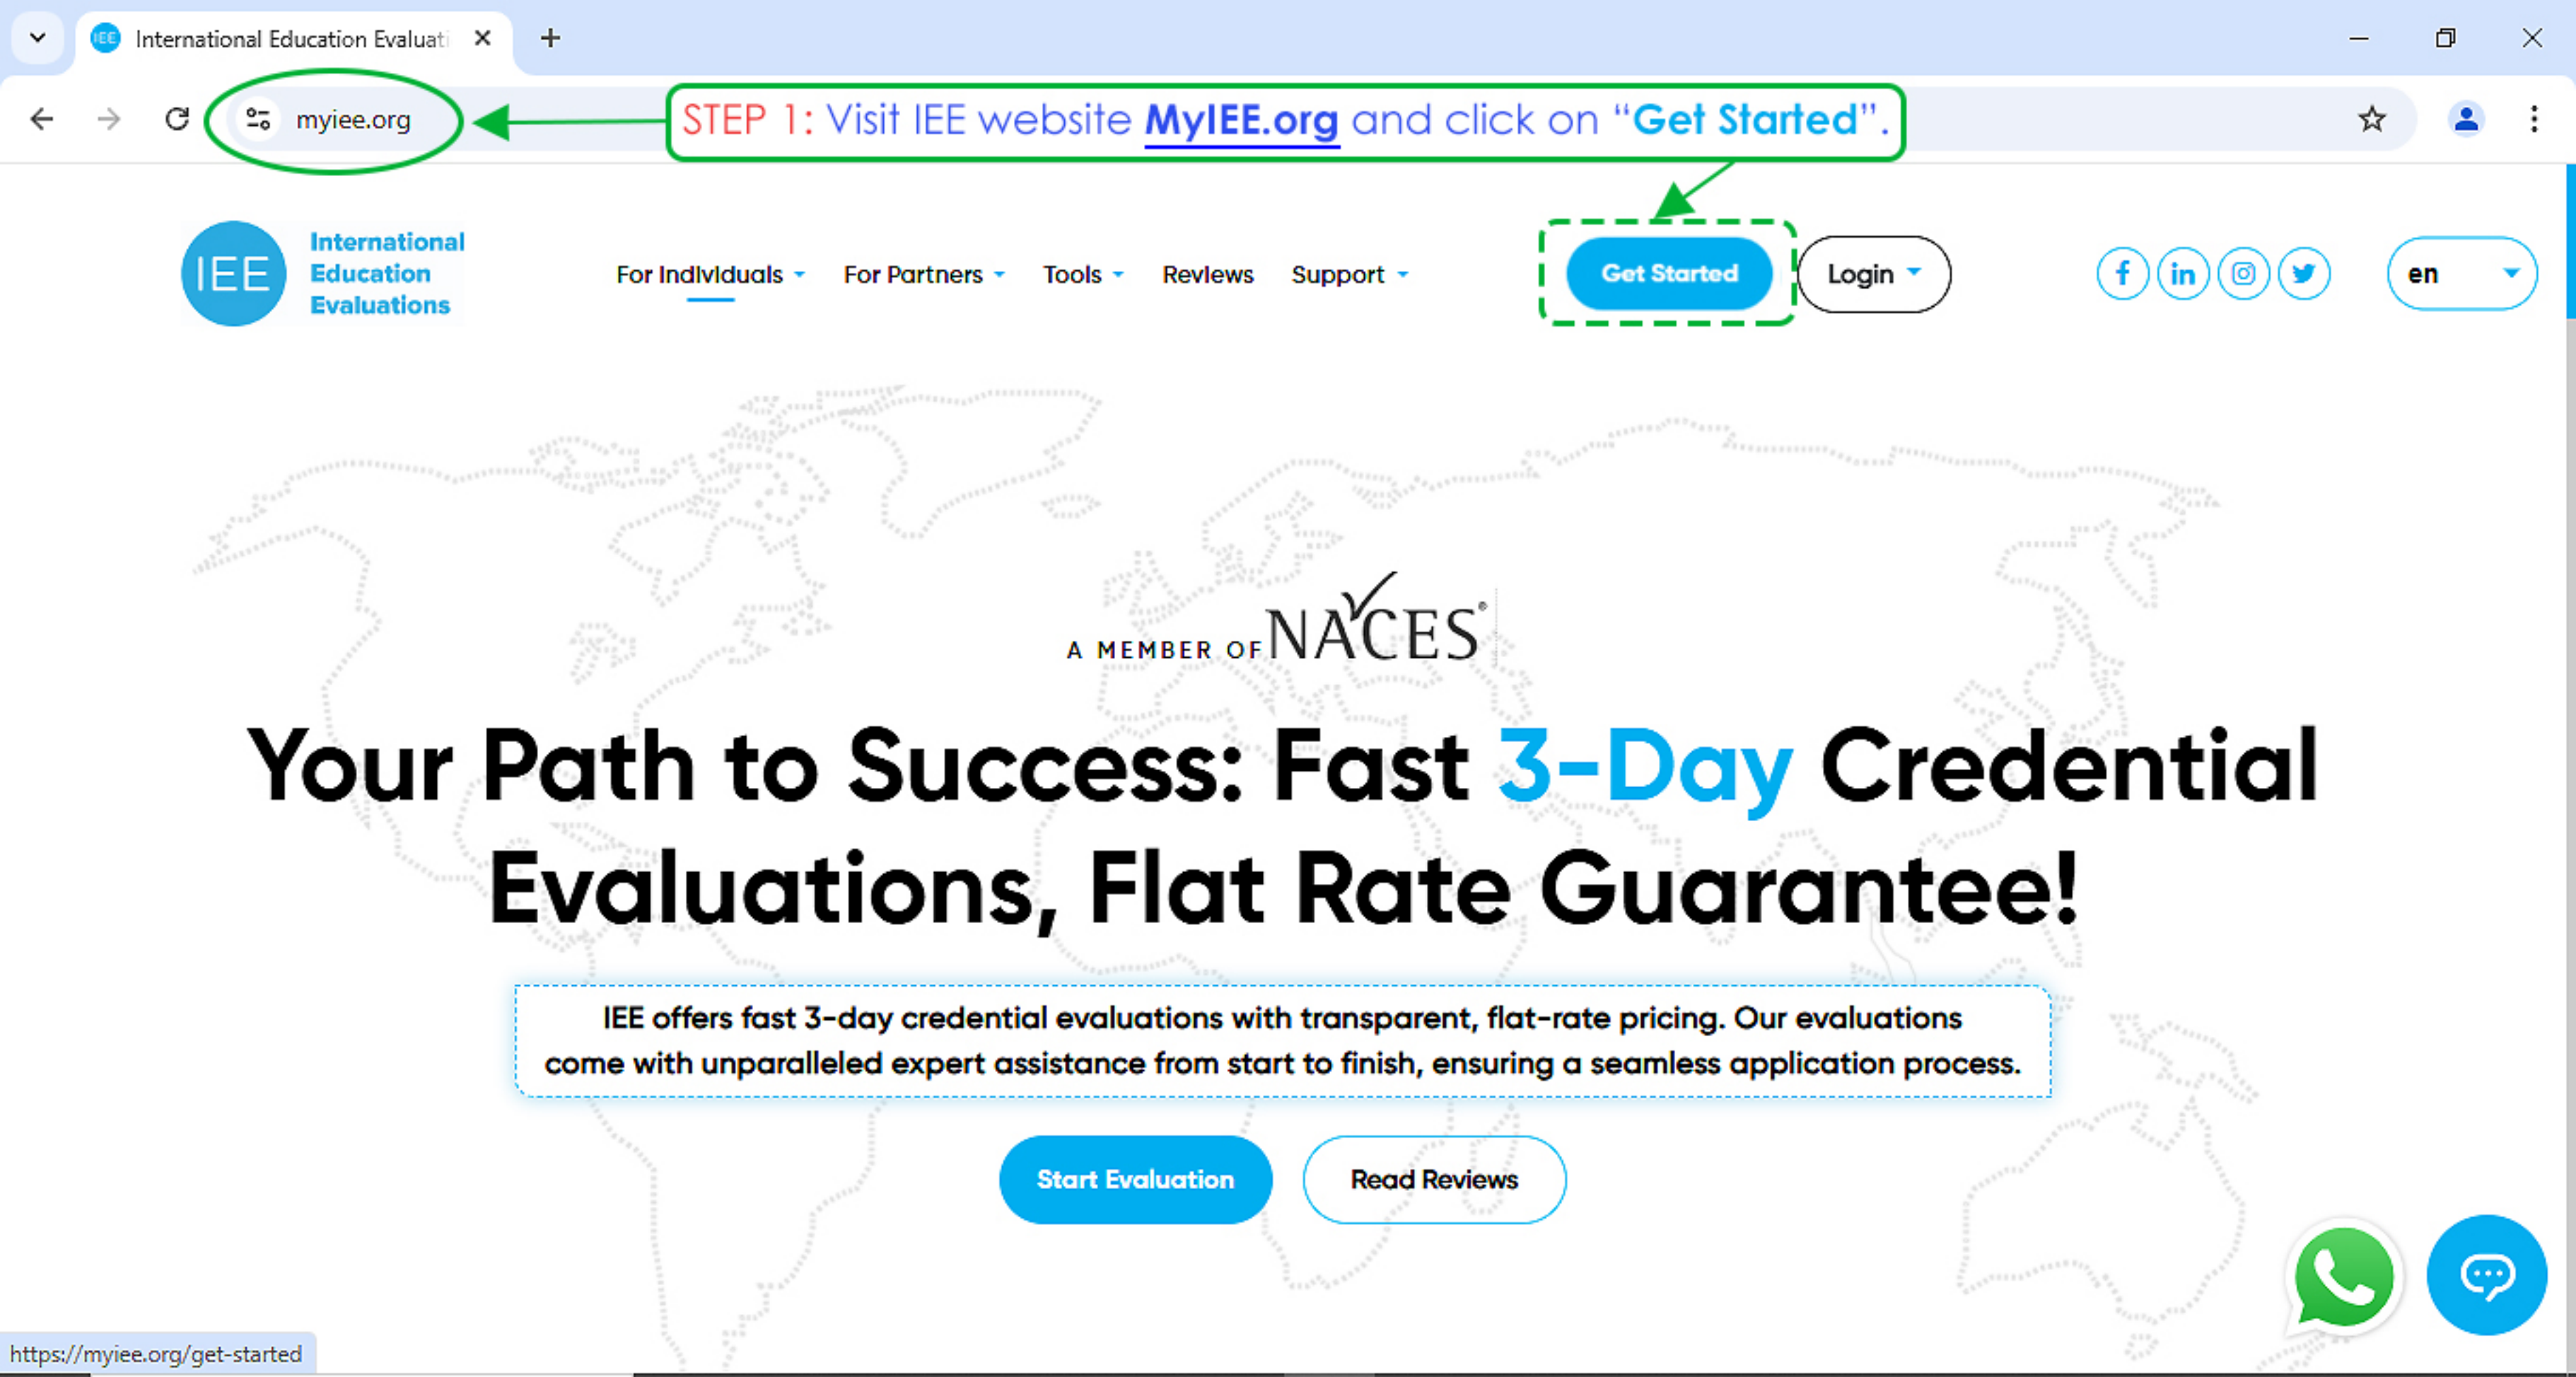 International Education Evaluati
myiee.org
STEP 1: Visit IEE website MyIEE.org and click on “Get Started”.
IEE
International
Education
Evaluations
For Individuals
For Partners
Tools
Reviews
Support
Get Started
Login
en
A MEMBER OF NACES®
Your Path to Success: Fast 3-Day Credential
Evaluations, Flat Rate Guarantee!
IEE offers fast 3-day credential evaluations with transparent, flat-rate pricing. Our evaluations
come with unparalleled expert assistance from start to finish, ensuring a seamless application process.
Start Evaluation
Read Reviews
https://myiee.org/get-started